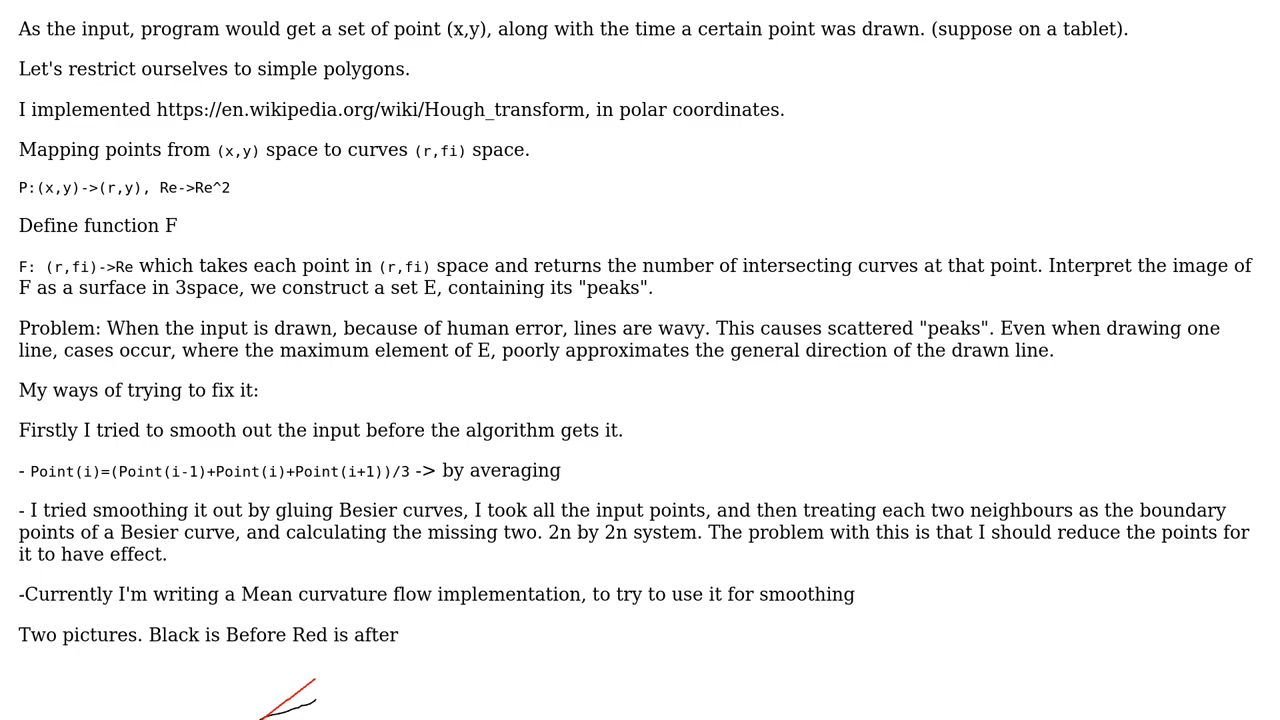 As the input, program would get a set of point (x,y), along with the time a certain point was drawn. (suppose on a tablet).
Let's restrict ourselves to simple polygons.
I implemented https://en.wikipedia.org/wiki/Hough_transform, in polar coordinates.
Mapping points from (x,y) space to curves (r,fi) space.
P:(x,y)->(r,y), Re->Re^2
Define function F
F: (r,fi)->Re which takes each point in (r,fi) space and returns the number of intersecting curves at that point. Interpret the image of
F as a surface in 3space, we construct a set E, containing its "peaks".
Problem: When the input is drawn, because of human error, lines are wavy. This causes scattered "peaks". Even when drawing one
line, cases occur, where the maximum element of E, poorly approximates the general direction of the drawn line.
My ways of trying to fix it:
Firstly I tried to smooth out the input before the algorithm gets it.
- Point(i)=(Point(i-1)+Point(i)+Point(i+1))/3 -> by averaging
- I tried smoothing it out by gluing Besier curves, I took all the input points, and then treating each two neighbours as the boundary
points of a Besier curve, and calculating the missing two. 2n by 2n system. The problem with this is that I should reduce the points for
it to have effect.
-Currently I'm writing a Mean curvature flow implementation, to try to use it for smoothing
Two pictures. Black is Before Red is after